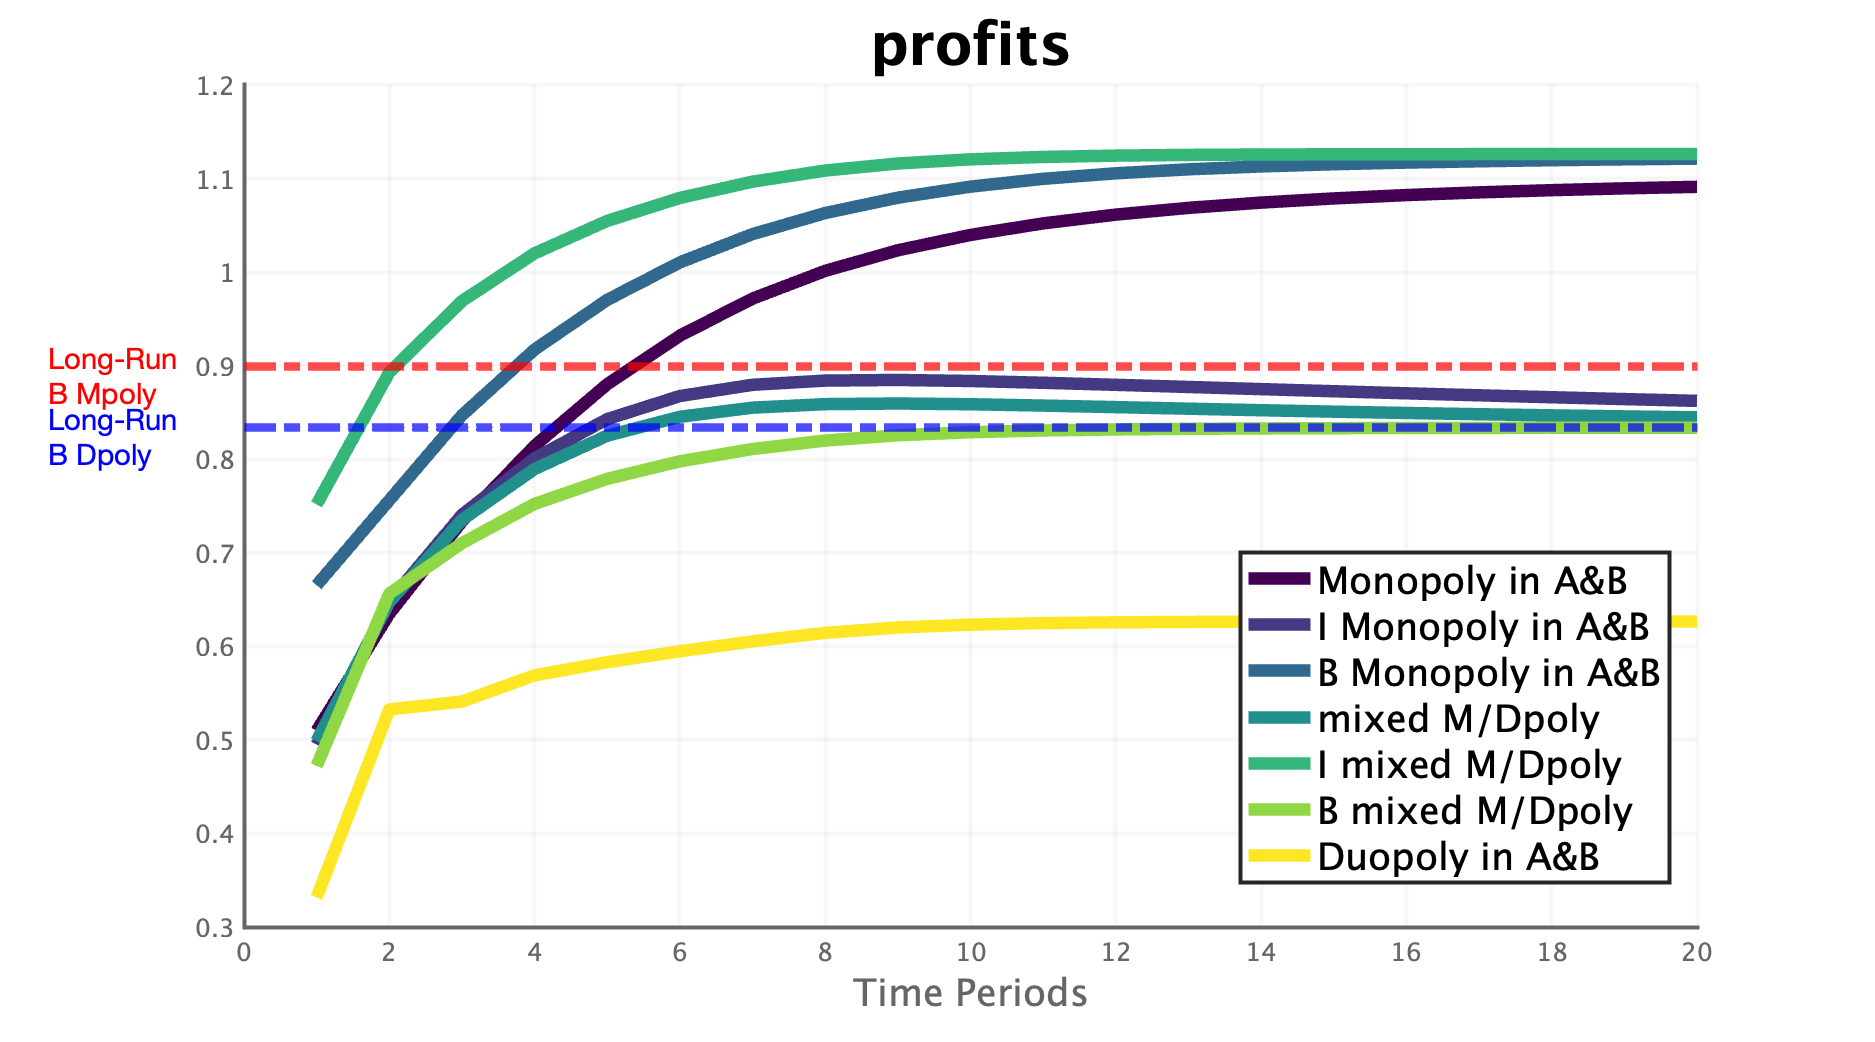 profits
1.2
1.1
1
Long-Run
B Mpoly
0.9
Long-Run
B Dpoly
0.8
0.7
0.6
0.5
0.4
0.3
Monopoly in A&B
I Monopoly in A&B
B Monopoly in A&B
mixed M/Dpoly
I mixed M/Dpoly
B mixed M/Dpoly
Duopoly in A&B
0 2 4 6 8 10 12 14 16 18 20
Time Periods